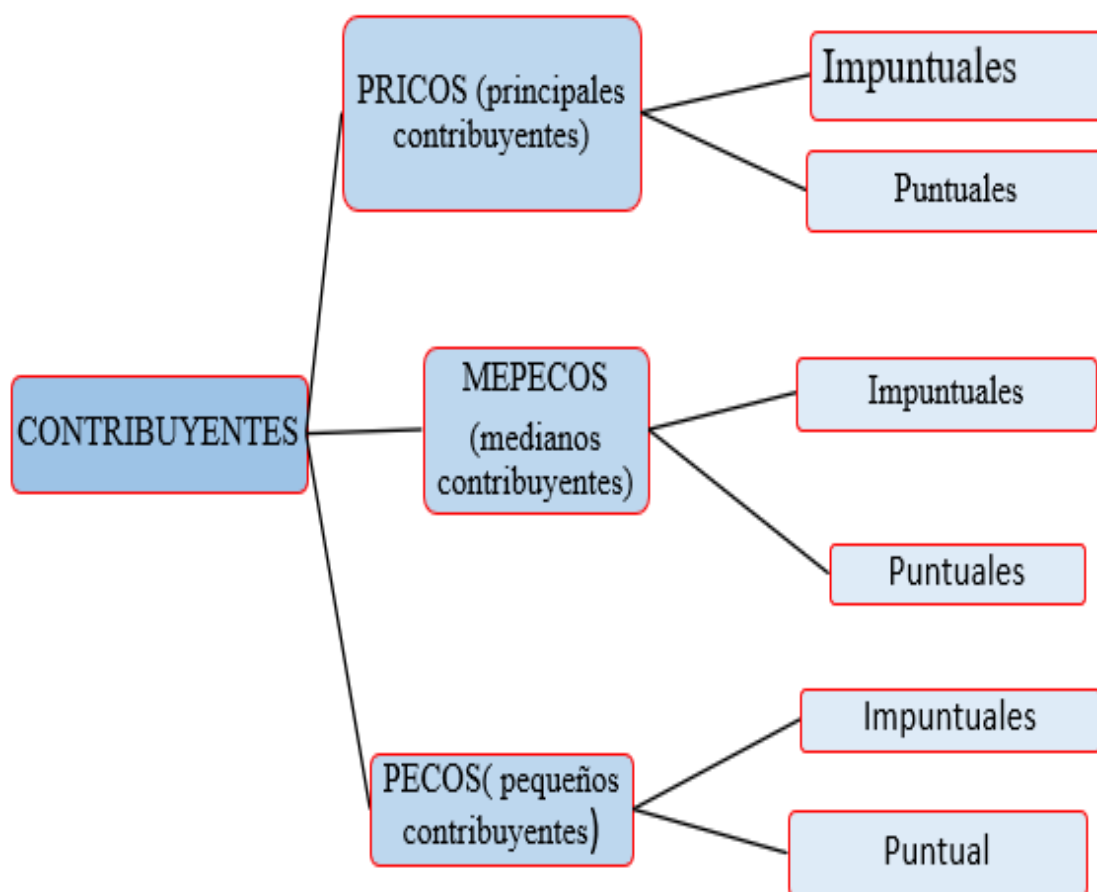 PRICOS (principales
contribuyentes)
Impuntuales
Puntuales
CONTRIBUYENTES
MEPECOS
(medianos
contribuyentes)
Impuntuales
Puntuales
PECOS( pequeños
contribuyentes)
Impuntuales
Puntual